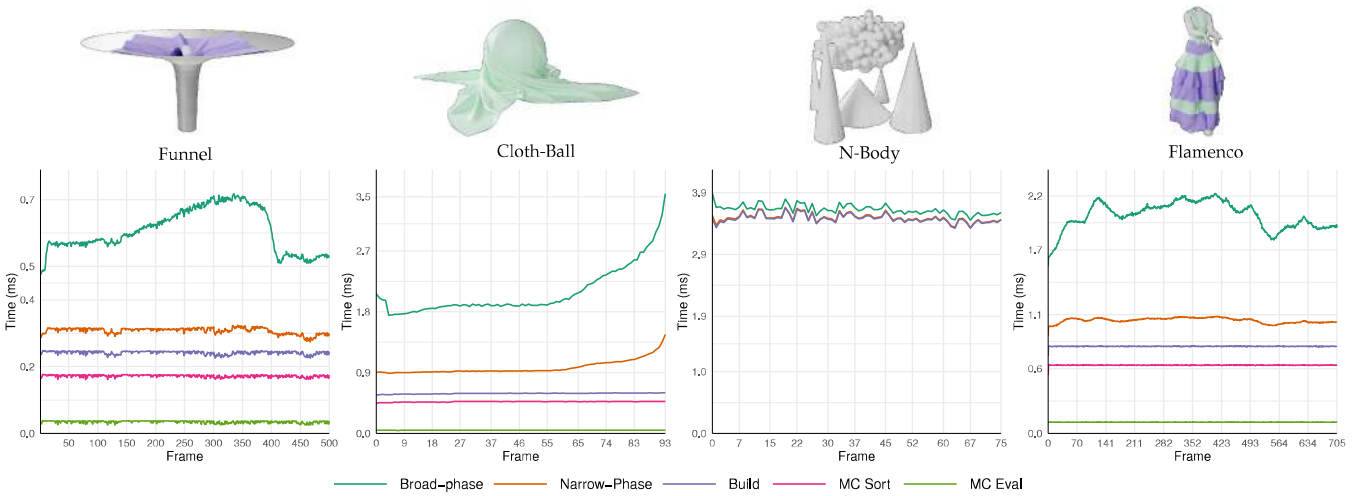 Funnel
Cloth-Ball
N-Body
Flamenco
Time (ms)
0,7
0,5
0,4
0,2
0,0
50 100 150 200 250 300 350 400 450 500
Frame
Time (ms)
3,5
2,7
1,8
0,9
0,0
0 9 18 27 37 46 55 65 74 83 93
Frame
Time (ms)
3,9
2,9
1,9
1,0
0,0
0 7 15 22 30 37 45 52 60 67 75
Frame
Time (ms)
2,2
1,7
1,1
0,6
0,0
0 70 141 211 282 352 423 493 564 634 705
Frame
Broad-phase Narrow-Phase Build MC Sort MC Eval